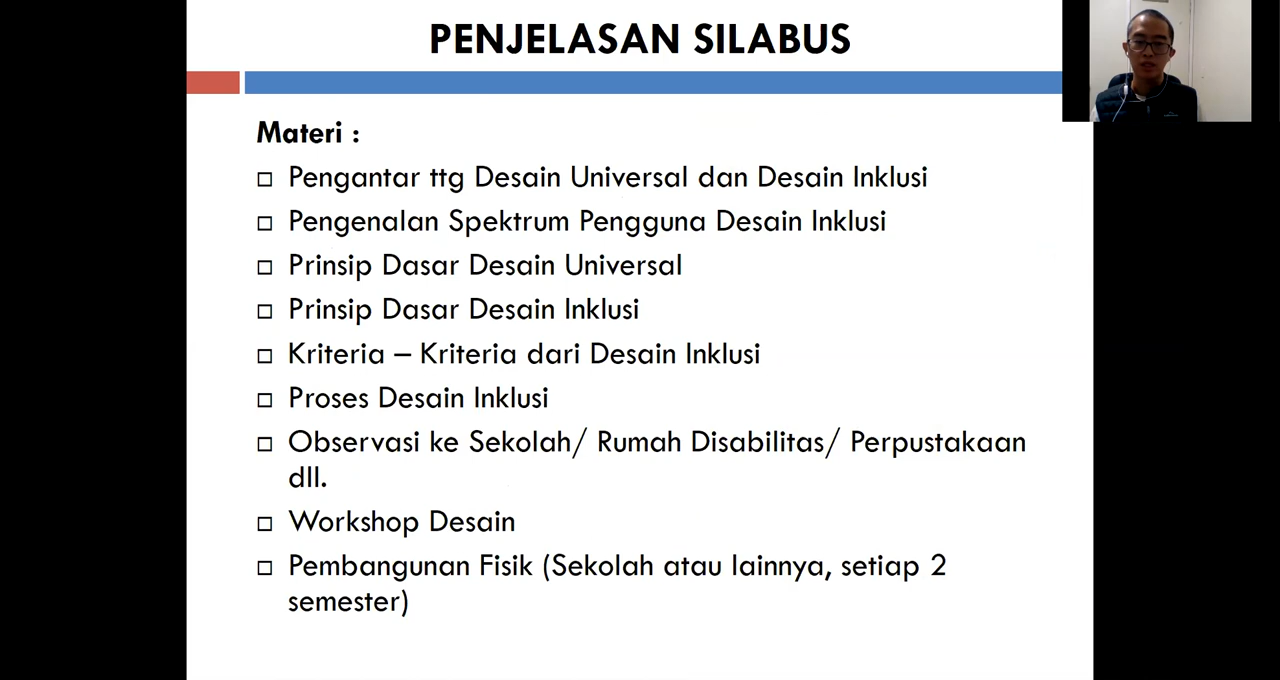 PENJELASAN SILABUS
Materi :
Pengantar ttg Desain Universal dan Desain Inklusi
Pengenalan Spektrum Pengguna Desain Inklusi
Prinsip Dasar Desain Universal
Prinsip Dasar Desain Inklusi
Kriteria – Kriteria dari Desain Inklusi
Proses Desain Inklusi
Observasi ke Sekolah/ Rumah Disabilitas/ Perpustakaan
dll.
Workshop Desain
Pembangunan Fisik (Sekolah atau lainnya, setiap 2
semester)